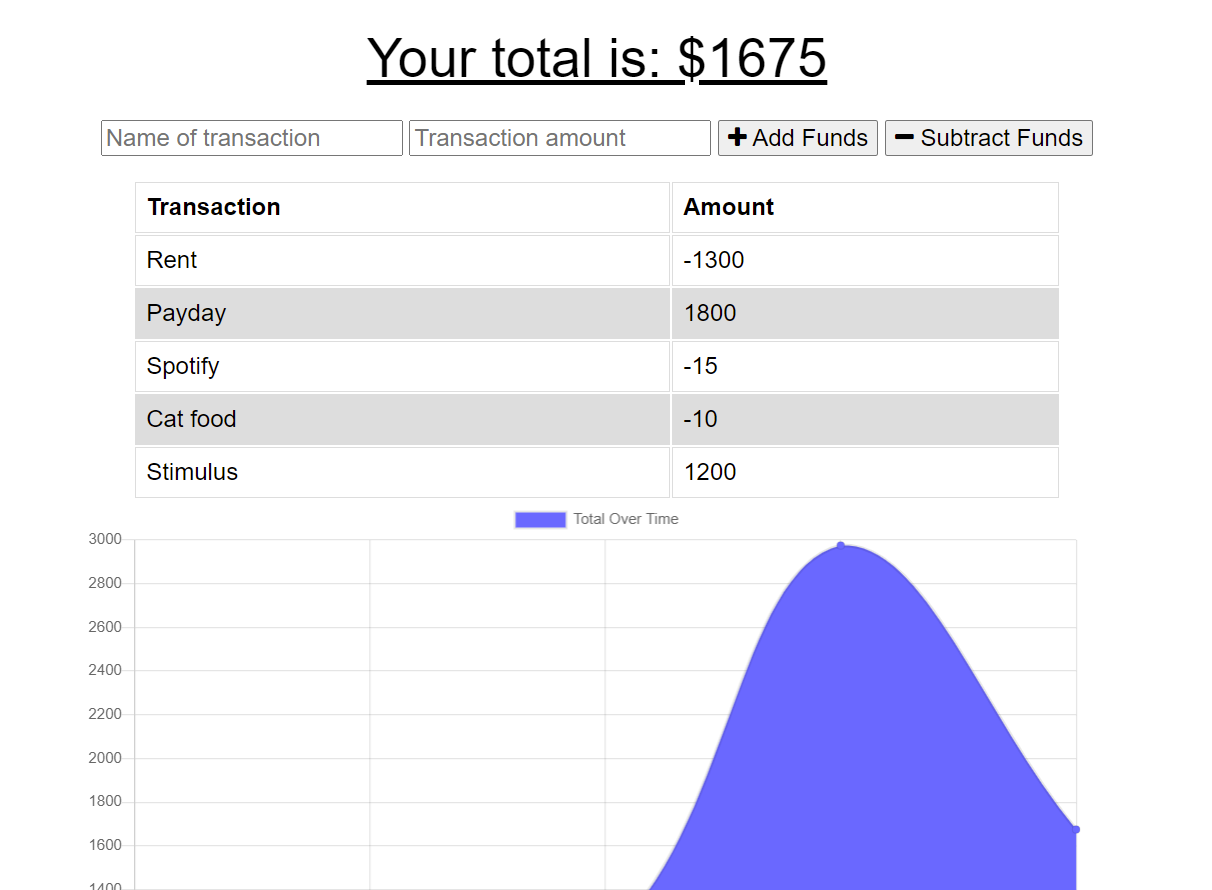 Your total is: $1675
Name of transaction Transaction amount Add Funds Subtract Funds
Transaction Amount
Rent -1300
Payday 1800
Spotify -15
Cat food -10
Stimulus 1200
Total Over Time
3000
2800
2600
2400
2200
2000
1800
1600
1400